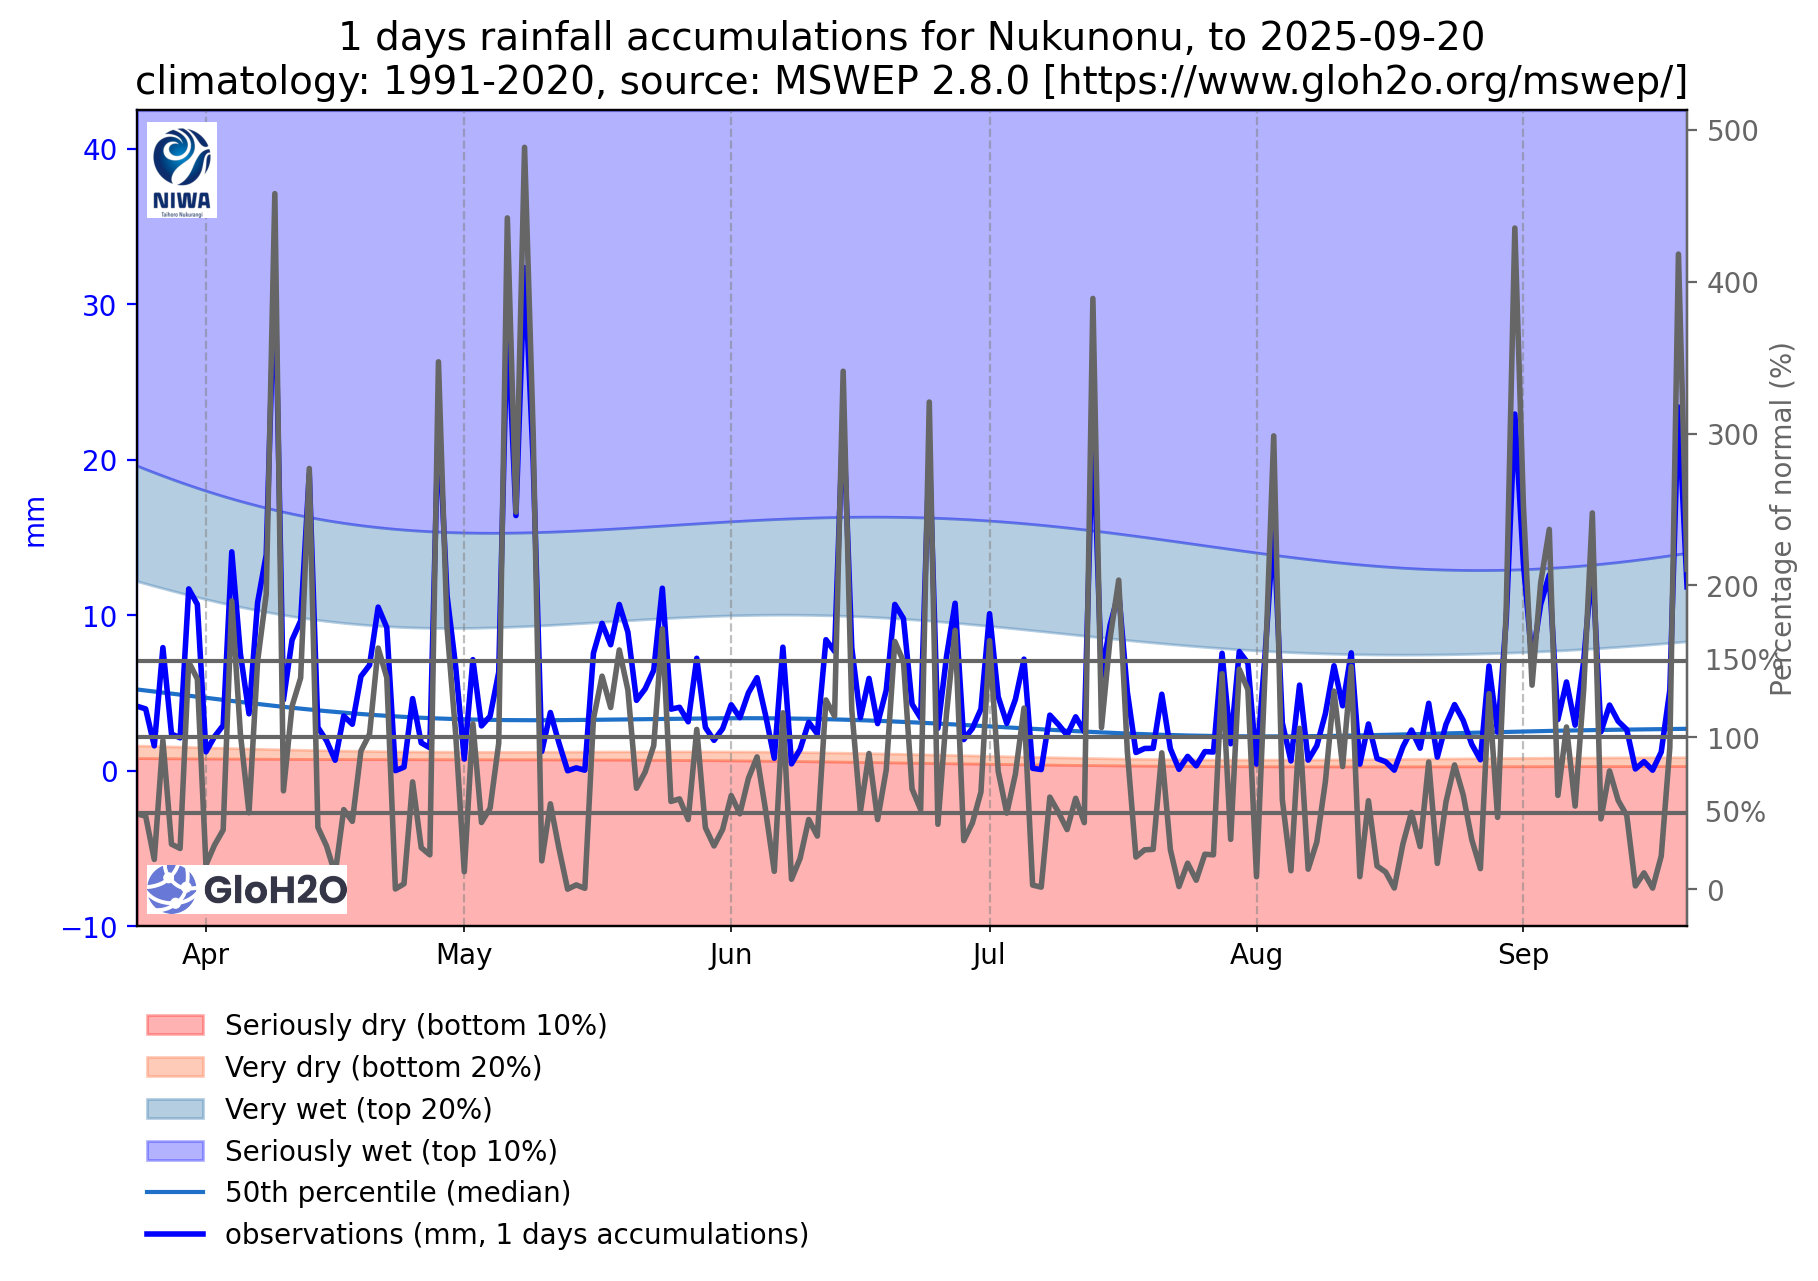 1 days rainfall accumulations for Nukunonu, to 2025-09-20
climatology: 1991-2020, source: MSWEP 2.8.0 [https://www.gloh2o.org/mswep/]
NIWA
Taihoro Nukurangi
mm
40
30
20
10
0
−10
500
400
300
200
150%
100
50%
0
Percentage of normal (%)
GloH2O
Apr
May
Jun
Jul
Aug
Sep
Seriously dry (bottom 10%)
Very dry (bottom 20%)
Very wet (top 20%)
Seriously wet (top 10%)
50th percentile (median)
observations (mm, 1 days accumulations)